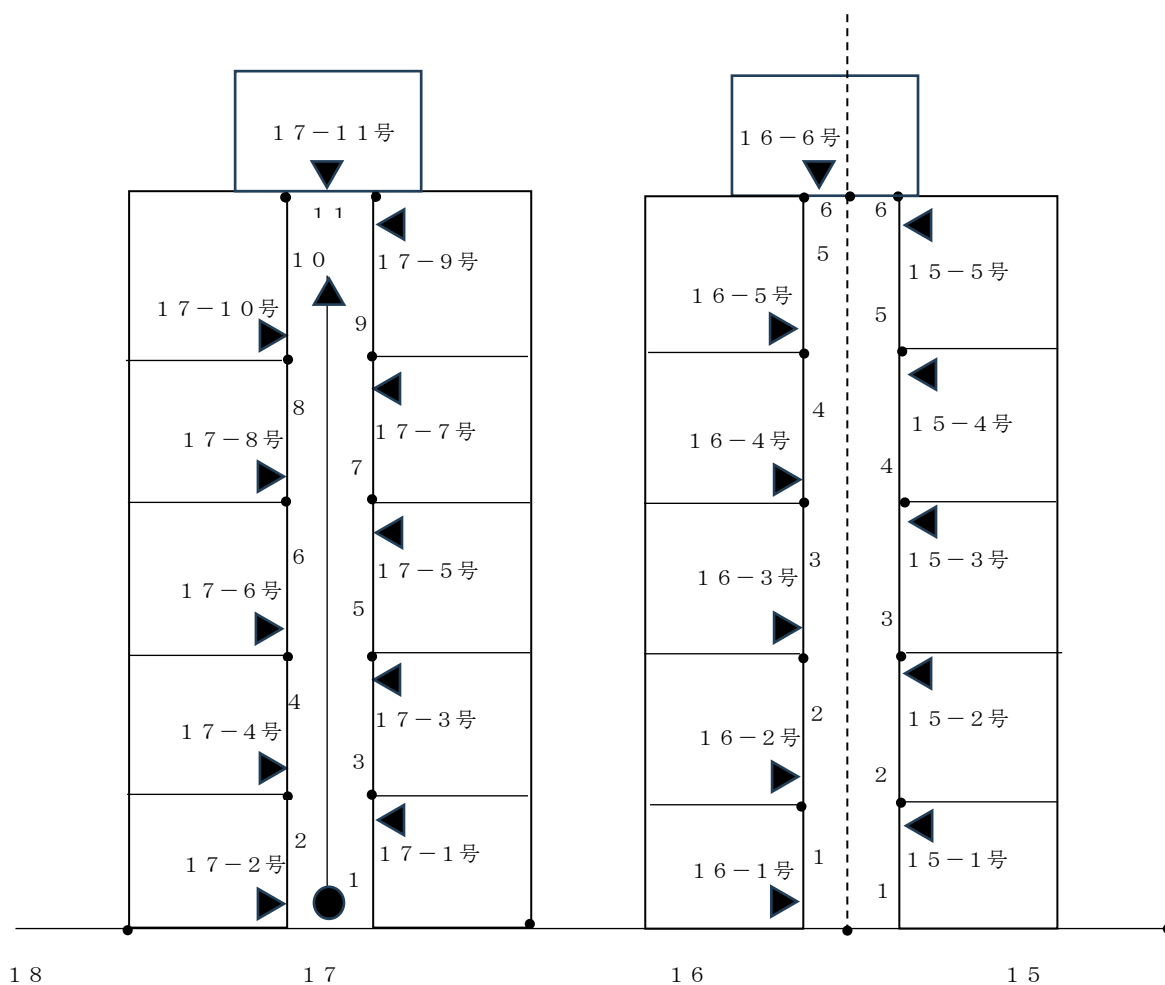 １７－１１号
１１
１０
１７－９号
１７－１０号
９
８
１７－７号
１７－８号
７
６
１７－５号
１７－６号
５
４
１７－３号
１７－４号
３
２
１７－１号
１７－２号
１
１６－６号
６
６
５
１５－５号
１６－５号
５
４
１５－４号
１６－４号
４
３
１５－３号
１６－３号
３
２
１５－２号
１６－２号
２
１
１５－１号
１６－１号
１
１８
１７
１６
１５